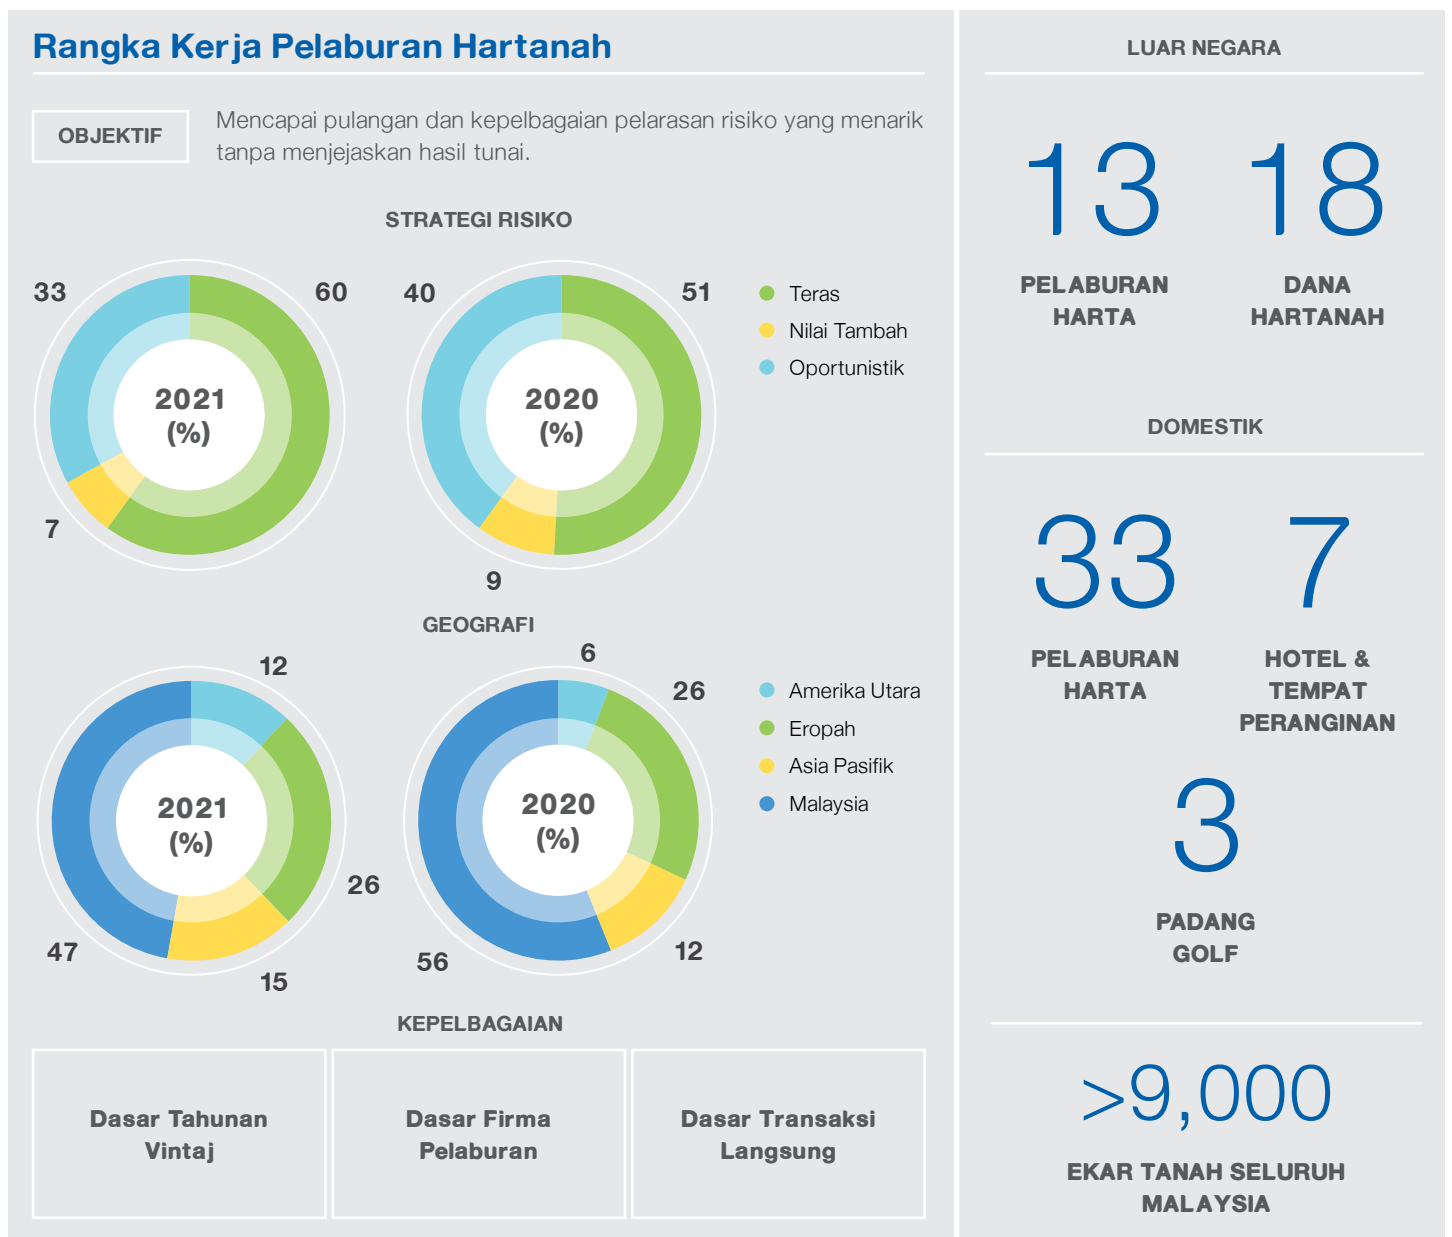 Rangka Kerja Pelaburan Hartanah
OBJEKTIF
Mencapai pulangan dan kepelbagaian pelarasan risiko yang menarik
tanpa menjejaskan hasil tunai.
STRATEGI RISIKO
33
60
7
2021
(%)
40
51
9
2020
(%)
Teras
Nilai Tambah
Oportunistik
GEOGRAFI
12
26
15
47
2021
(%)
6
26
12
56
2020
(%)
Amerika Utara
Eropah
Asia Pasifik
Malaysia
KEPELBAGAIAN
Dasar Tahunan
Vintaj
Dasar Firma
Pelaburan
Dasar Transaksi
Langsung
LUAR NEGARA
13
PELABURAN
HARTA
18
DANA
HARTANAH
DOMESTIK
33
PELABURAN
HARTA
7
HOTEL &
TEMPAT
PERANGINAN
3
PADANG
GOLF
>9,000
EKAR TANAH SELURUH
MALAYSIA